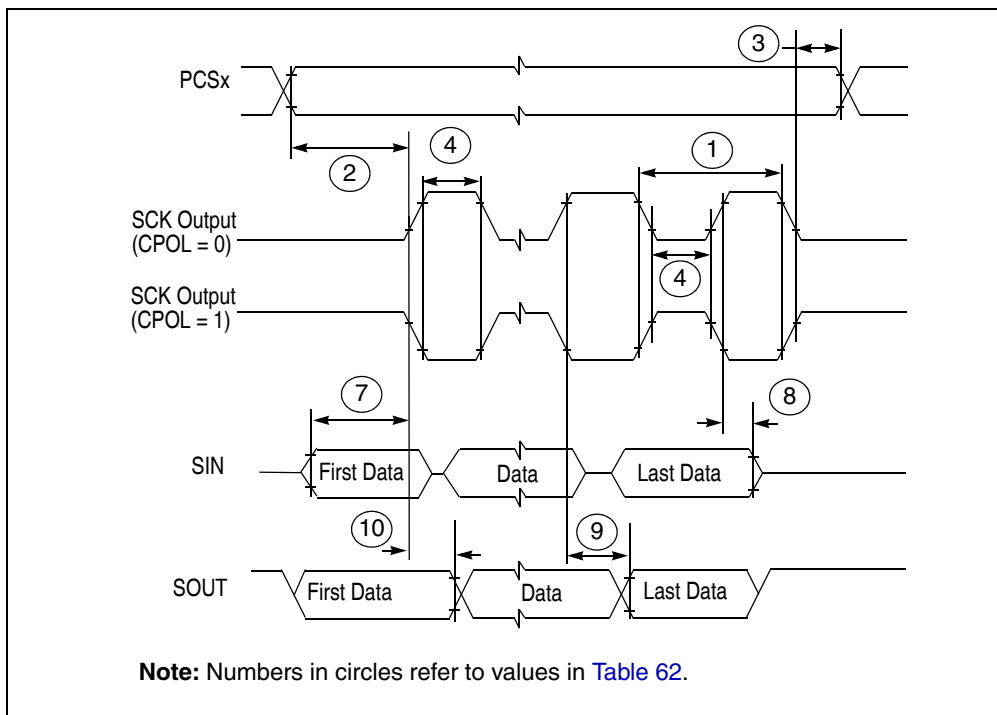 3
PCSx
2
4
1
SCK Output
(CPOL = 0)
4
SCK Output
(CPOL = 1)
7
8
SIN
First Data
Data
Last Data
10
9
SOUT
First Data
Data
Last Data
Note: Numbers in circles refer to values in Table 62.